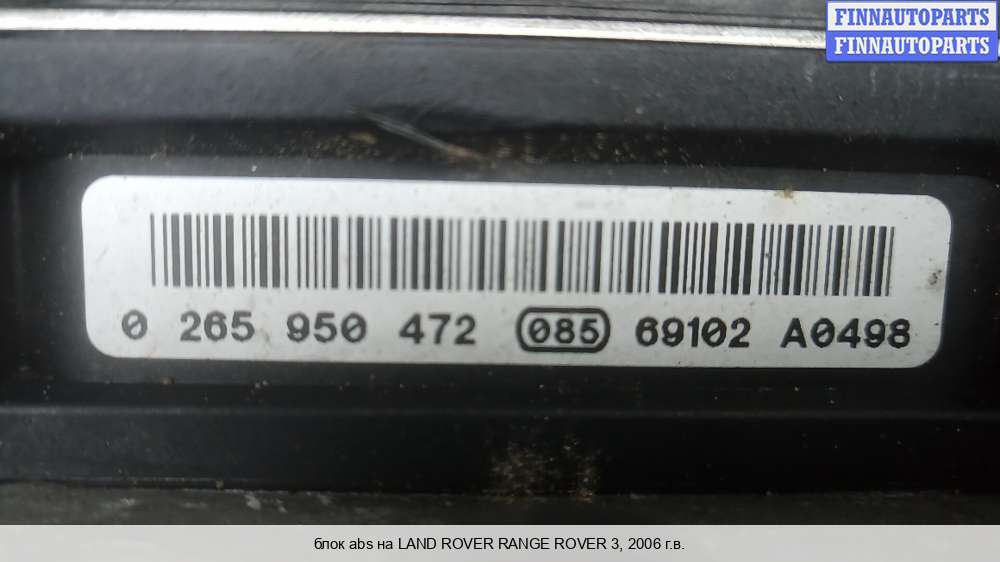 FINNAUTOPARTS
FINNAUTOPARTS
0 265 950 472 085 69102 A0498
блок abs на LAND ROVER RANGE ROVER 3, 2006 г.в.